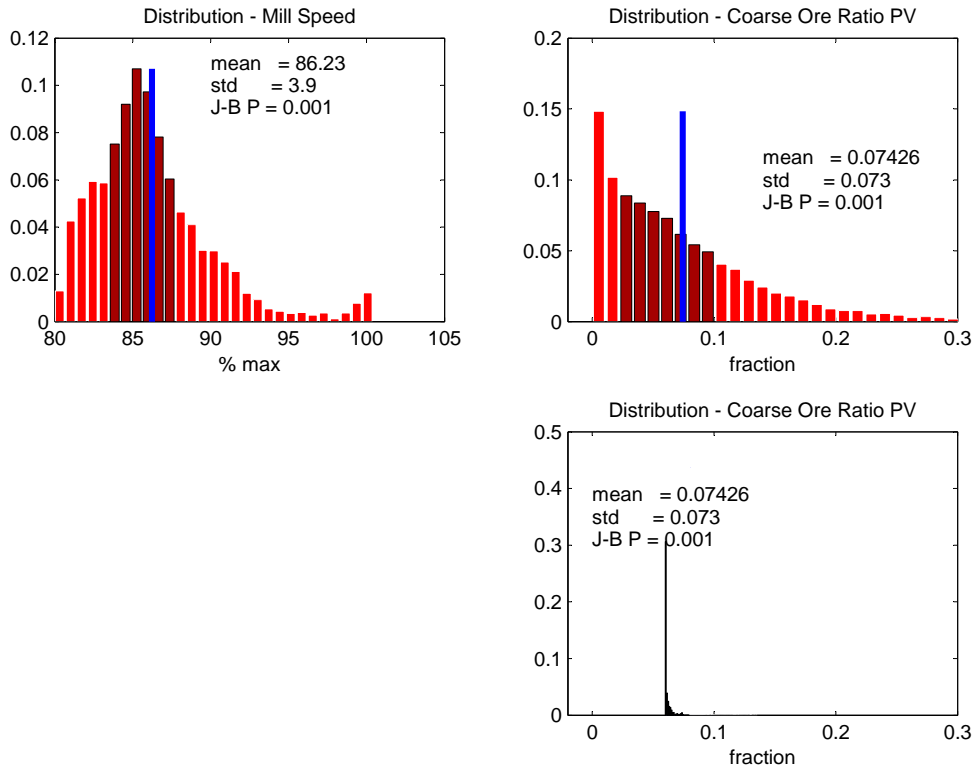 Distribution - Mill Speed
0.12
0.1
0.08
0.06
0.04
0.02
0
mean = 86.23
std = 3.9
J-B P = 0.001
80 85 90 95 100 105
% max
Distribution - Coarse Ore Ratio PV
0.2
0.15
0.1
0.05
0
mean = 0.07426
std = 0.073
J-B P = 0.001
0 0.1 0.2 0.3
fraction
Distribution - Coarse Ore Ratio PV
0.5
0.4
0.3
0.2
0.1
0
mean = 0.07426
std = 0.073
J-B P = 0.001
0 0.1 0.2 0.3
fraction